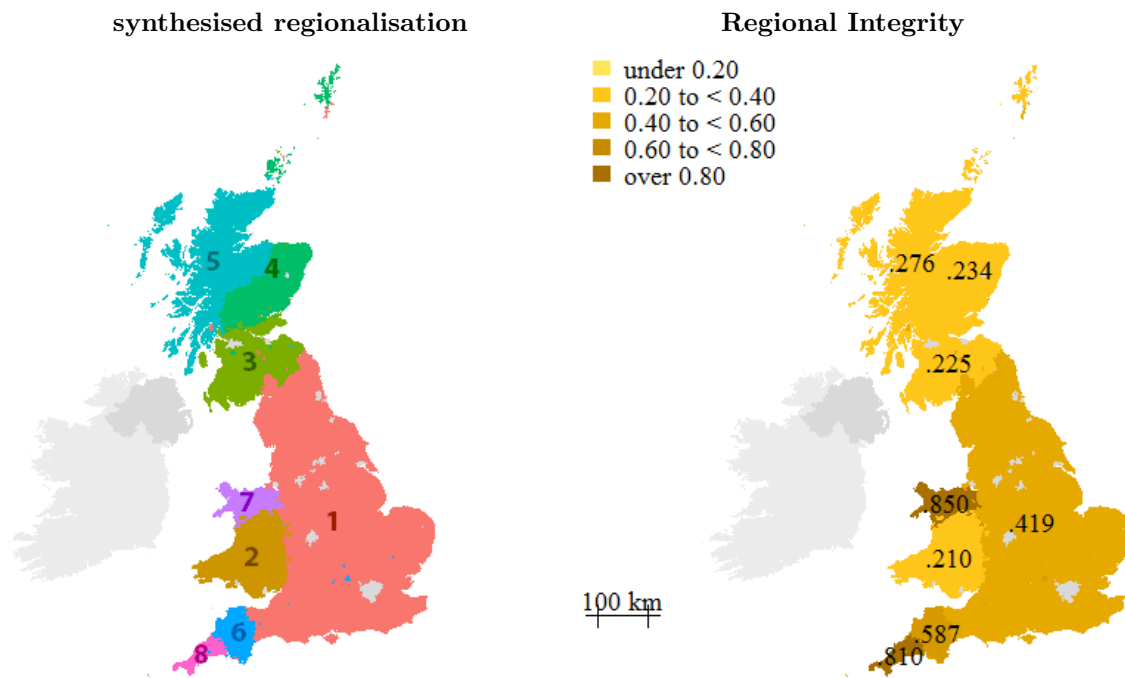 synthesised regionalisation
Regional Integrity
under 0.20
0.20 to < 0.40
0.40 to < 0.60
0.60 to < 0.80
over 0.80
5
4
3
7
1
2
6
8
100 km
.276
.234
.225
.850
.419
.210
.587
.810